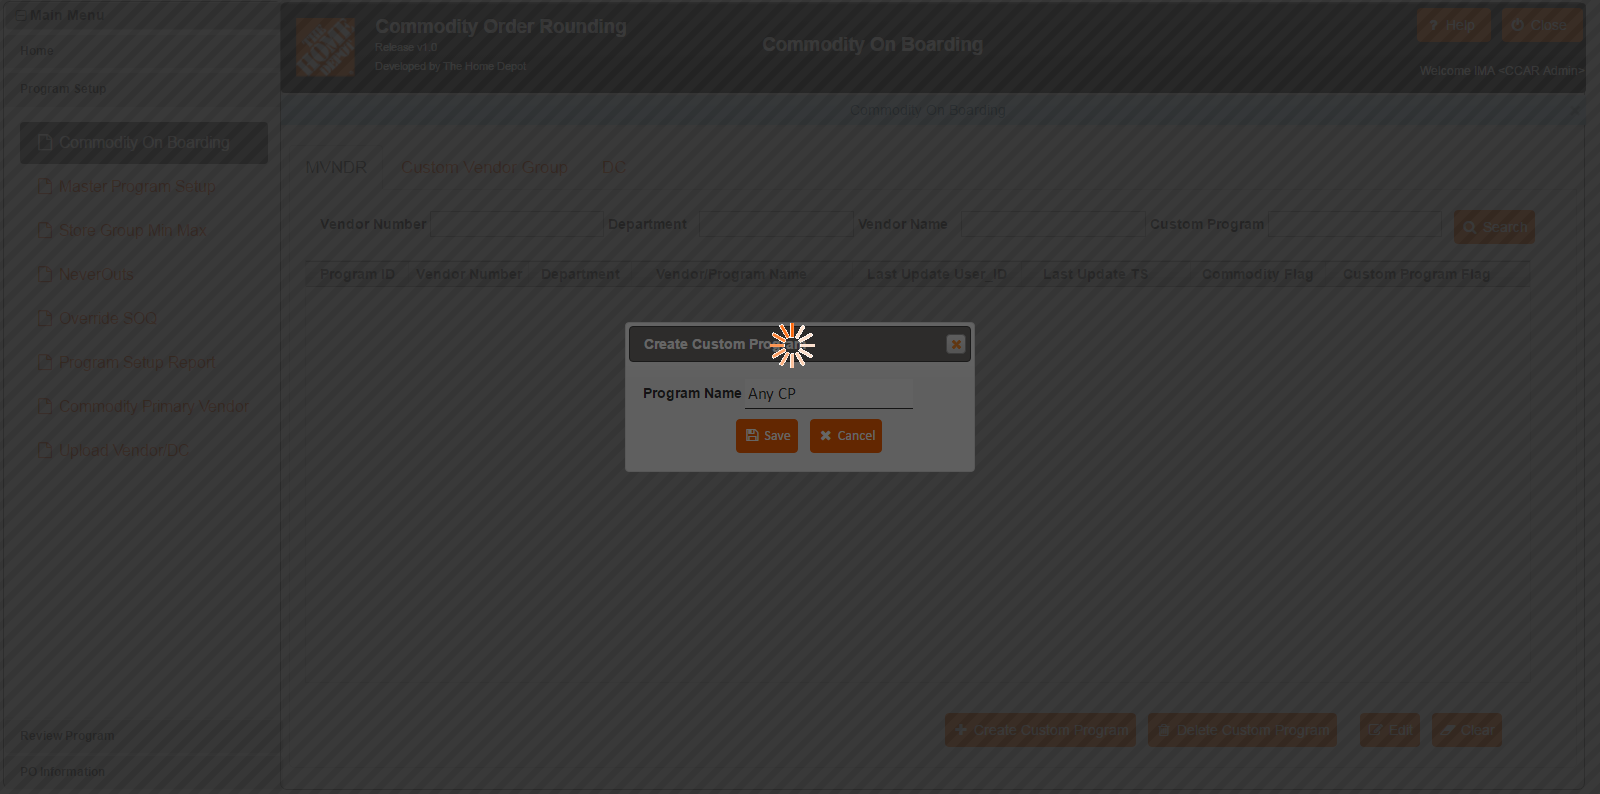 Main Menu
Home
Program Setup
Commodity On Boarding
Master Program Setup
Store Group Min Max
NeverOuts
Override SOQ
Program Setup Report
Commodity Primary Vendor
Upload Vendor/DC
Review Program
PO Information
THE HOME DEPOT
Commodity Order Rounding
Release v1.0
Developed by The Home Depot
Commodity On Boarding
Help
Close
Welcome IMA <CCAR Admin>
Commodity On Boarding
MVNDR Custom Vendor Group DC
Vendor Number Department Vendor Name Custom Program Search
Program ID Vendor Number Department Vendor/Program Name Last Update User_ID Last Update TS Commodity Flag Custom Program Flag
Create Custom Program
Program Name Any CP
Save Cancel
Create Custom Program Delete Custom Program Edit Clear